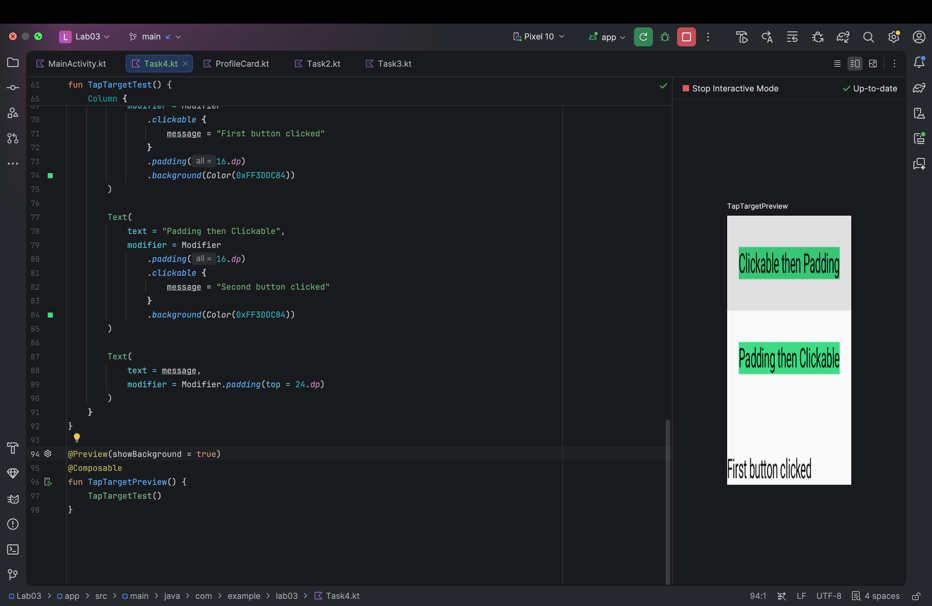 L Lab03
main
Pixel 10
app
MainActivity.kt
Task4.kt
ProfileCard.kt
Task2.kt
Task3.kt
61 fun TapTargetTest() {
65 Column {
69 modifier = Modifier
70 .clickable {
71 message = "First button clicked"
72 }
73 .padding( all = 16.dp)
74 .background(Color(0xFF3DDC84))
75 )
76
77 Text(
78 text = "Padding then Clickable",
79 modifier = Modifier
80 .padding( all = 16.dp)
81 .clickable {
82 message = "Second button clicked"
83 }
84 .background(Color(0xFF3DDC84))
85 )
86
87 Text(
88 text = message,
89 modifier = Modifier.padding(top = 24.dp)
90 )
91 }
92 }
93
94 @Preview(showBackground = true)
95 @Composable
96 fun TapTargetPreview() {
97 TapTargetTest()
98 }
Stop Interactive Mode
Up-to-date
TapTargetPreview
Clickable then Padding
Padding then Clickable
First button clicked
Lab03 > app > src > main > java > com > example > lab03 > Task4.kt
94:1
LF
UTF-8
4 spaces